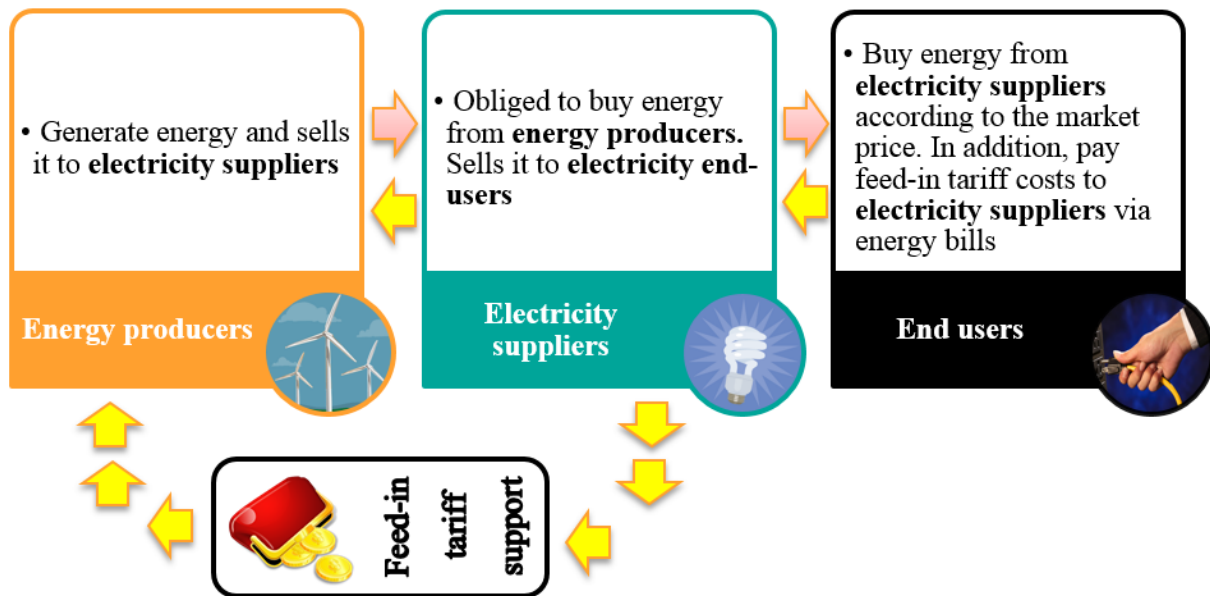 • Generate energy and sells
it to electricity suppliers
Energy producers
• Obliged to buy energy
from energy producers.
Sells it to electricity end-
users
Electricity
suppliers
• Buy energy from
electricity suppliers
according to the market
price. In addition, pay
feed-in tariff costs to
electricity suppliers via
energy bills
End users
Feed-in
tariff
support